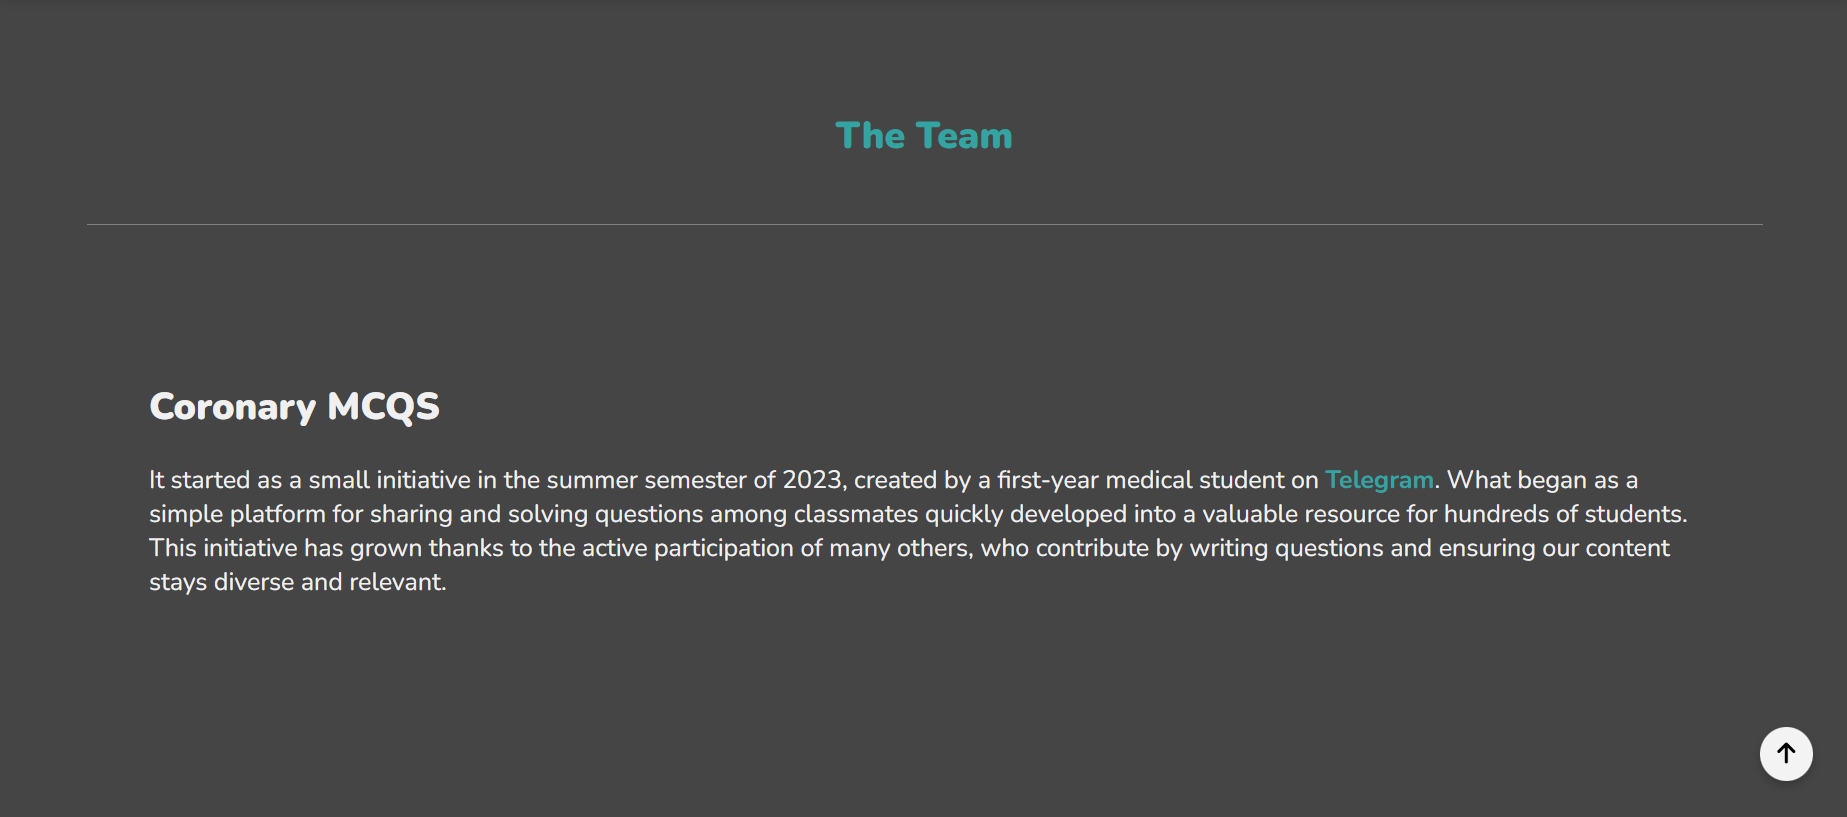 The Team
Coronary MCQS
It started as a small initiative in the summer semester of 2023, created by a first-year medical student on Telegram. What began as a
simple platform for sharing and solving questions among classmates quickly developed into a valuable resource for hundreds of students.
This initiative has grown thanks to the active participation of many others, who contribute by writing questions and ensuring our content
stays diverse and relevant.